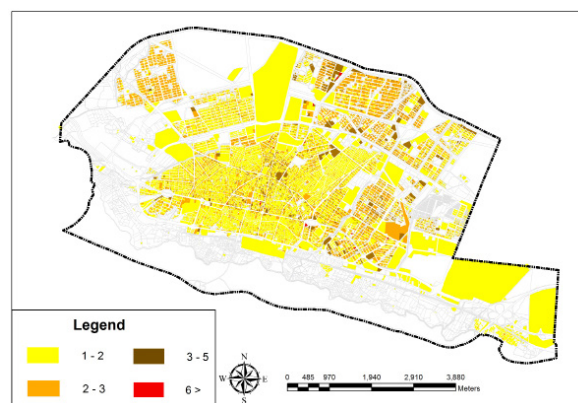 Legend
1 - 2
3 - 5
2 - 3
6 >
N
W
E
S
0 485 970 1,940 2,910 3,880
Meters